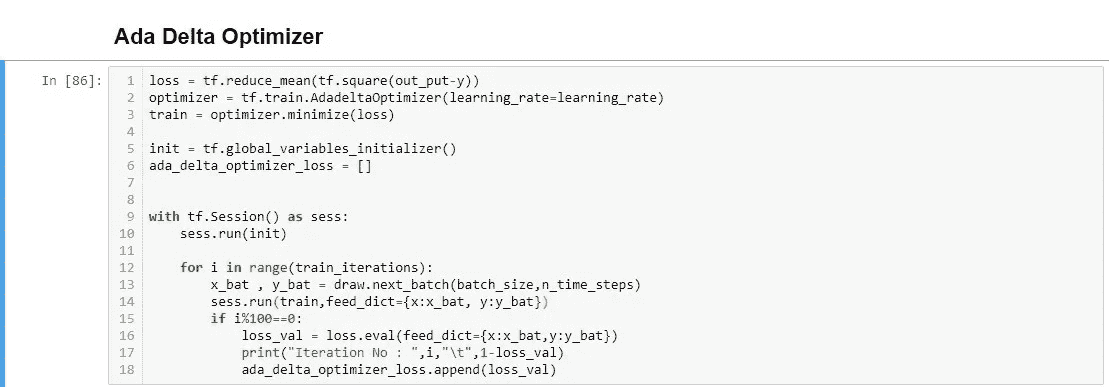 Ada Delta Optimizer
In [86]:
1 loss = tf.reduce_mean(tf.square(out_put-y))
2 optimizer = tf.train.AdadeltaOptimizer(learning_rate=learning_rate)
3 train = optimizer.minimize(loss)
4
5 init = tf.global_variables_initializer()
6 ada_delta_optimizer_loss = []
7
8
9 with tf.Session() as sess:
10     sess.run(init)
11
12     for i in range(train_iterations):
13         x_bat , y_bat = draw.next_batch(batch_size,n_time_steps)
14         sess.run(train,feed_dict={x:x_bat, y:y_bat})
15         if i%100==0:
16             loss_val = loss.eval(feed_dict={x:x_bat,y:y_bat})
17             print("Iteration No : ",i,"\t",1-loss_val)
18             ada_delta_optimizer_loss.append(loss_val)